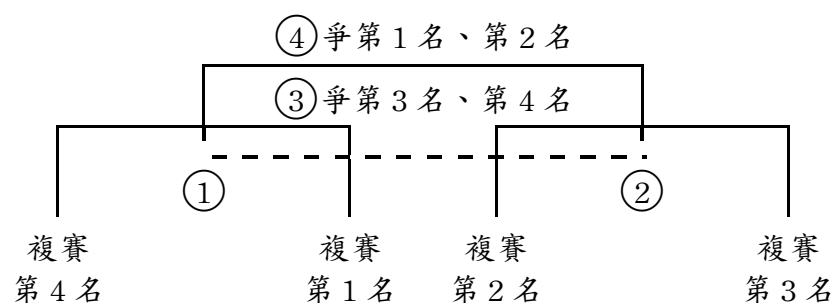 ④爭第1名、第2名
③爭第3名、第4名
①
②
複賽 複賽 複賽 複賽
第4名 第1名 第2名 第3名